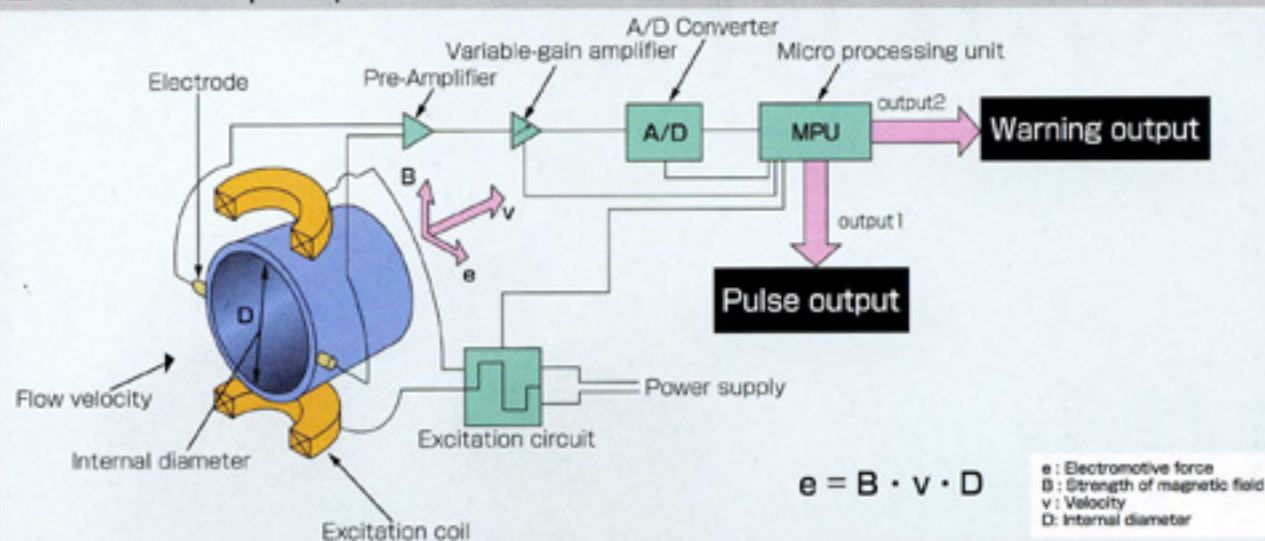 A/D Converter
Variable-gain amplifier
Micro processing unit
Electrode
Pre-Amplifier
output2
A/D
MPU
Warning output
B
v
output1
e
D
Pulse output
Flow velocity
Power supply
Excitation circuit
Internal diameter
e = B · v · D
e : Electromotive force
B : Strength of magnetic field
v : Velocity
D: Internal diameter
Excitation coil